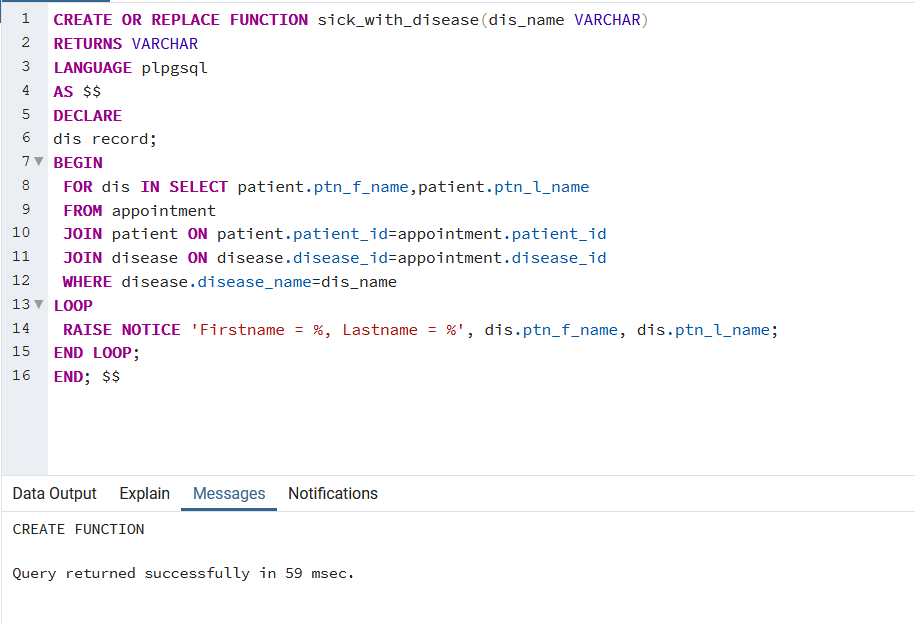 1 CREATE OR REPLACE FUNCTION sick_with_disease(dis_name VARCHAR)
2 RETURNS VARCHAR
3 LANGUAGE plpgsql
4 AS $$
5 DECLARE
6 dis record;
7 BEGIN
8 FOR dis IN SELECT patient.ptn_f_name,patient.ptn_l_name
9 FROM appointment
10 JOIN patient ON patient.patient_id=appointment.patient_id
11 JOIN disease ON disease.disease_id=appointment.disease_id
12 WHERE disease.disease_name=dis_name
13 LOOP
14 RAISE NOTICE 'Firstname = %, Lastname = %', dis.ptn_f_name, dis.ptn_l_name;
15 END LOOP;
16 END; $$
Data Output Explain Messages Notifications
CREATE FUNCTION
Query returned successfully in 59 msec.